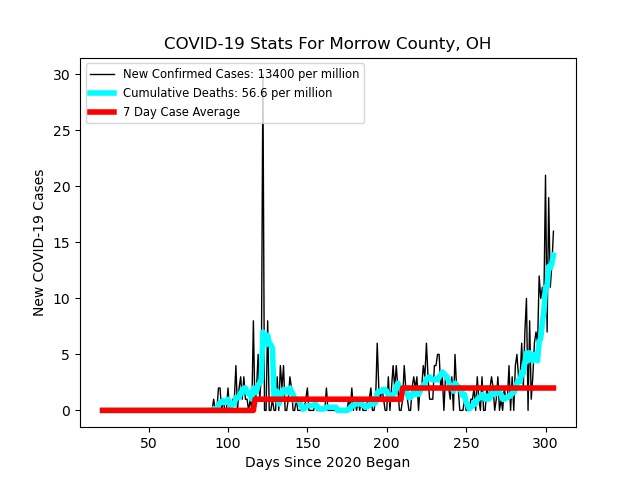 COVID-19 Stats For Morrow County, OH
New Confirmed Cases: 13400 per million
Cumulative Deaths: 56.6 per million
7 Day Case Average
New COVID-19 Cases
30
25
20
15
10
5
0
50 100 150 200 250 300
Days Since 2020 Began